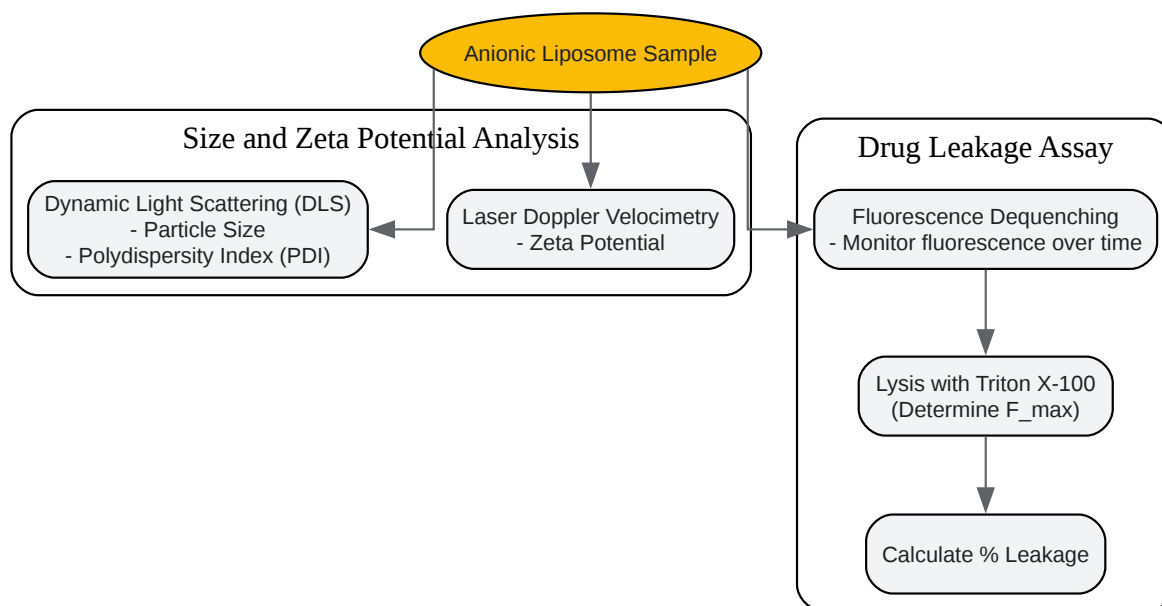 Anionic Liposome Sample
Size and Zeta Potential Analysis
Dynamic Light Scattering (DLS)
- Particle Size
- Polydispersity Index (PDI)
Laser Doppler Velocimetry
- Zeta Potential
Drug Leakage Assay
Fluorescence Dequenching
- Monitor fluorescence over time
Lysis with Triton X-100
(Determine F_max)
Calculate % Leakage